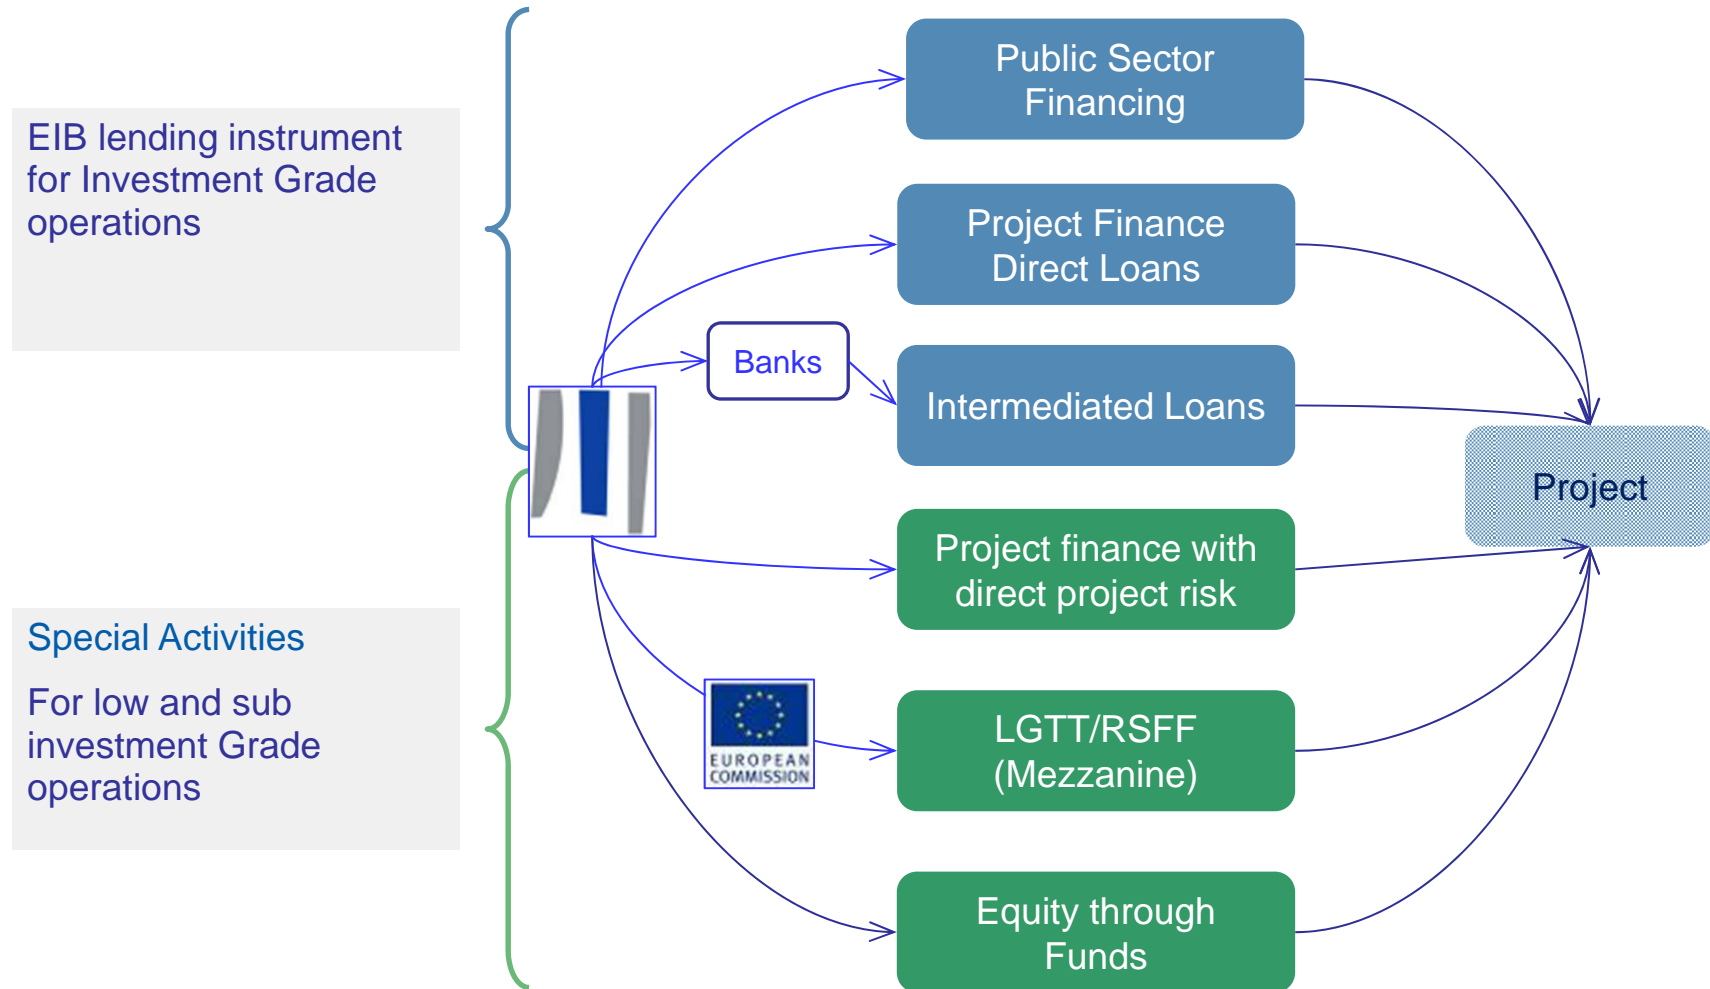 EIB lending instrument
for Investment Grade
operations
Special Activities
For low and sub
investment Grade
operations
Public Sector
Financing
Project Finance
Direct Loans
Banks
Intermediated Loans
Project finance with
direct project risk
EUROPEAN
COMMISSION
LGTT/RSFF
(Mezzanine)
Equity through
Funds
Project